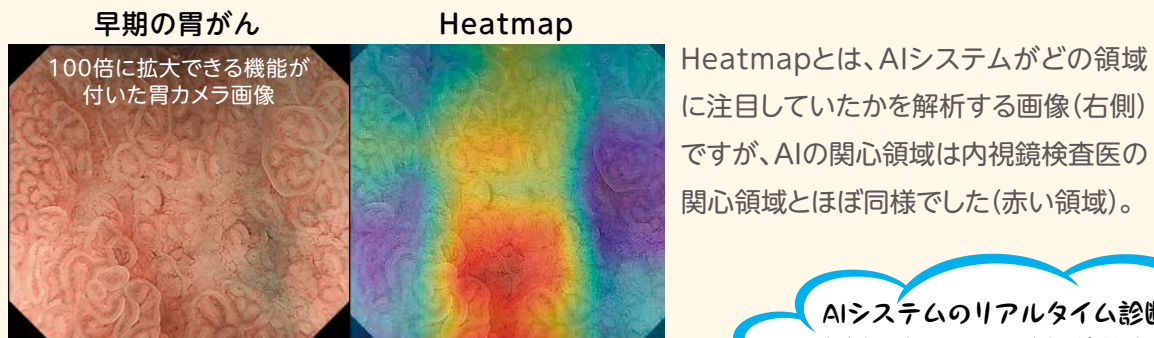 早期の胃がん
Heatmap
100倍に拡大できる機能が
付いた胃カメラ画像
Heatmapとは、AIシステムがどの領域
に注目していたかを解析する画像(右側)
ですが、AIの関心領域は内視鏡検査医の
関心領域とほぼ同様でした(赤い領域)。
AIシステムのリアルタイム診